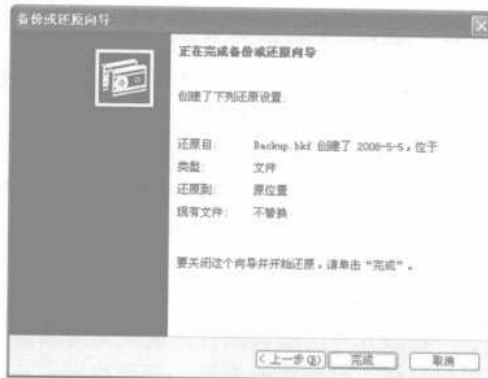 备份或还原向导
正在完成备份或还原向导
创建了下列还原设置:
还原自: Backup.bkf 创建了 2008-5-5，位于
类型: 文件
还原到: 原位置
现有文件: 不替换
要关闭这个向导并开始还原，请单击“完成”。
<上一步(B) 完成 取消